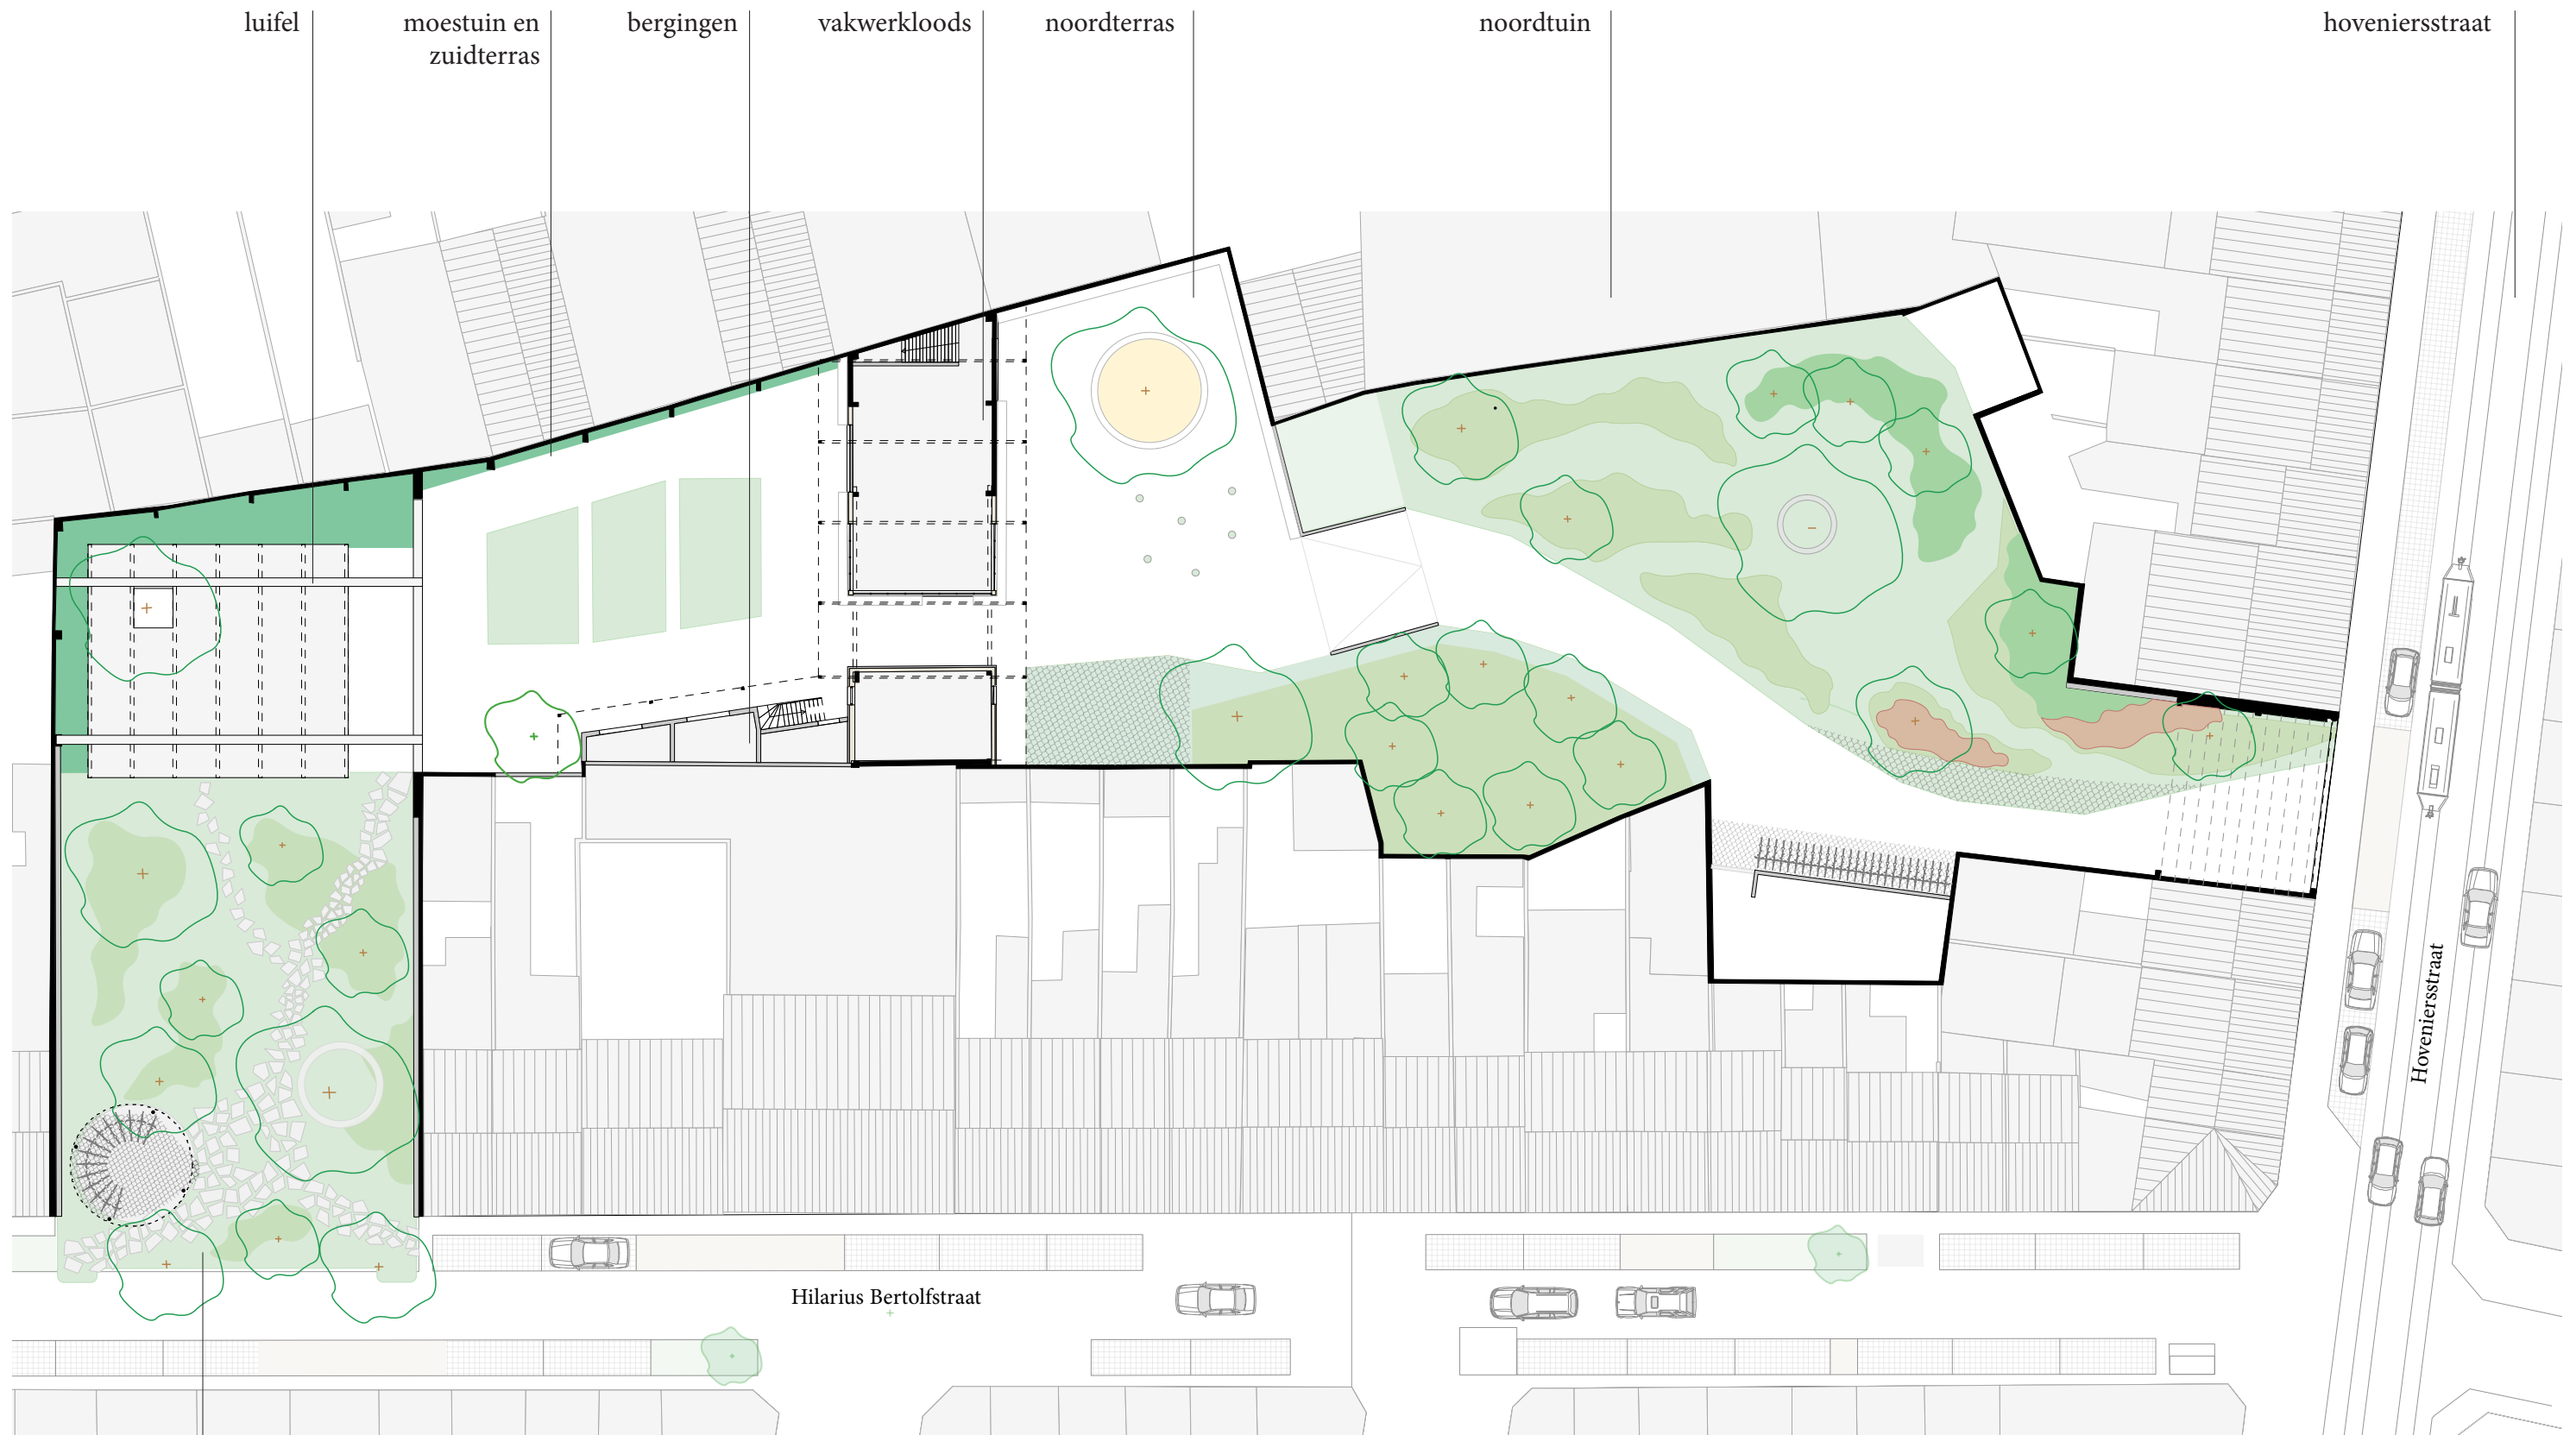 luifel
moestuin en
zuidterras
bergingen
vakwerkloods
noordterras
noordtuin
hoveniersstraat
Hoveniersstraat
Hilarius Bertolfstraat